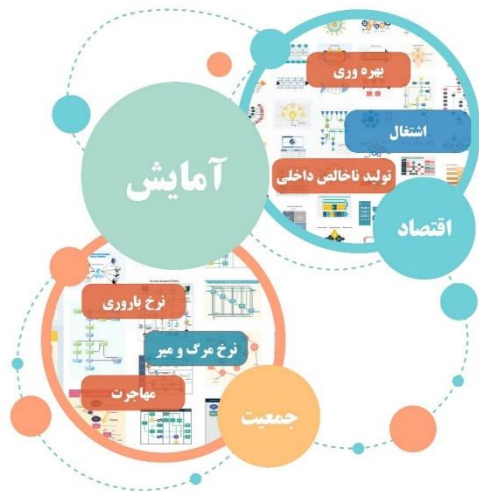 بهره وری
اشتغال
تولید ناخالص داخلی
آمایش
اقتصاد
نرخ باروری
نرخ مرگ و میر
مهاجرت
جمعیت